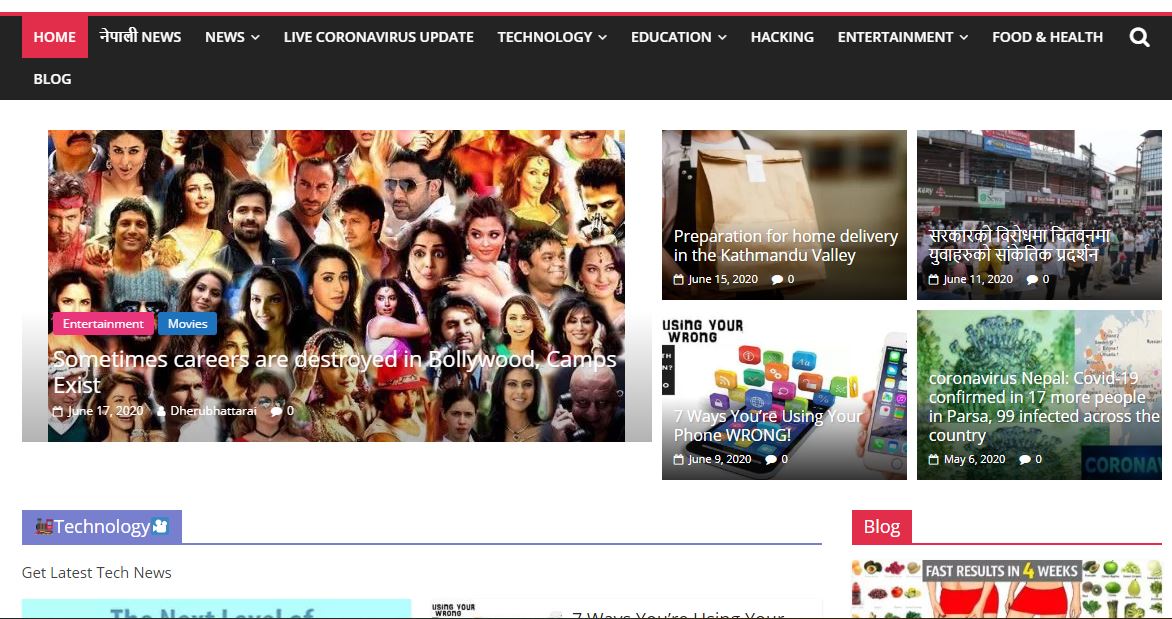 HOME नेपाली NEWS NEWS LIVE CORONAVIRUS UPDATE TECHNOLOGY EDUCATION HACKING ENTERTAINMENT FOOD & HEALTH
BLOG
Entertainment Movies
Sometimes careers are destroyed in Bollywood, Camps
Exist
June 17, 2020 Dherubhattarai 0
Preparation for home delivery
in the Kathmandu Valley
June 15, 2020 0
सरकारको विरोधमा चितवनमा
युवाहरुको सांकेतिक प्रदर्शन
June 11, 2020 0
USING YOUR
WRONG
7 Ways You're Using Your
Phone WRONG!
June 9, 2020 0
coronavirus Nepal: Covid-19
confirmed in 17 more people
in Parsa, 99 infected across the
country
May 6, 2020 0
CORONA
Technology
Get Latest Tech News
The Next Level of
USING YOUR
WRONG
7 Ways You're Using Your
Blog
FAST RESULTS IN 4 WEEKS